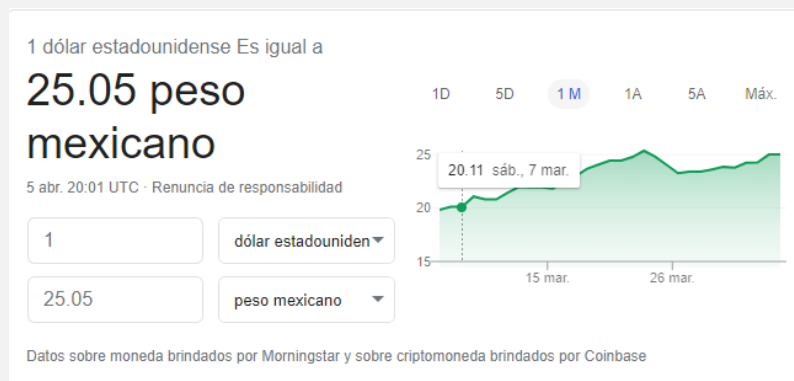 1 dólar estadounidense Es igual a
25.05 peso
mexicano
5 abr. 20:01 UTC · Renuncia de responsabilidad
1
dólar estadouniden
25.05
peso mexicano
1D 5D 1 M 1A 5A Máx.
25
20.11 sáb., 7 mar.
20
15
15 mar. 26 mar.
Datos sobre moneda brindados por Morningstar y sobre criptomoneda brindados por Coinbase